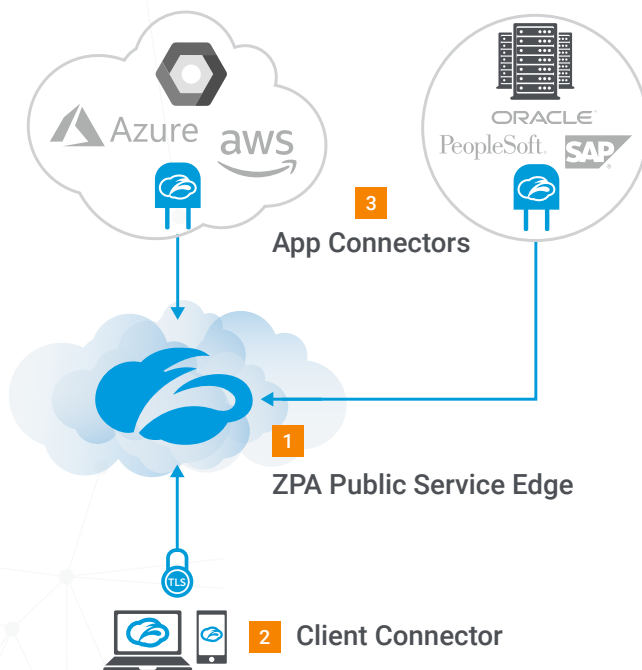 Azure
aws
ORACLE
PeopleSoft.
SAP
3
App Connectors
1
ZPA Public Service Edge
TLS
2 Client Connector